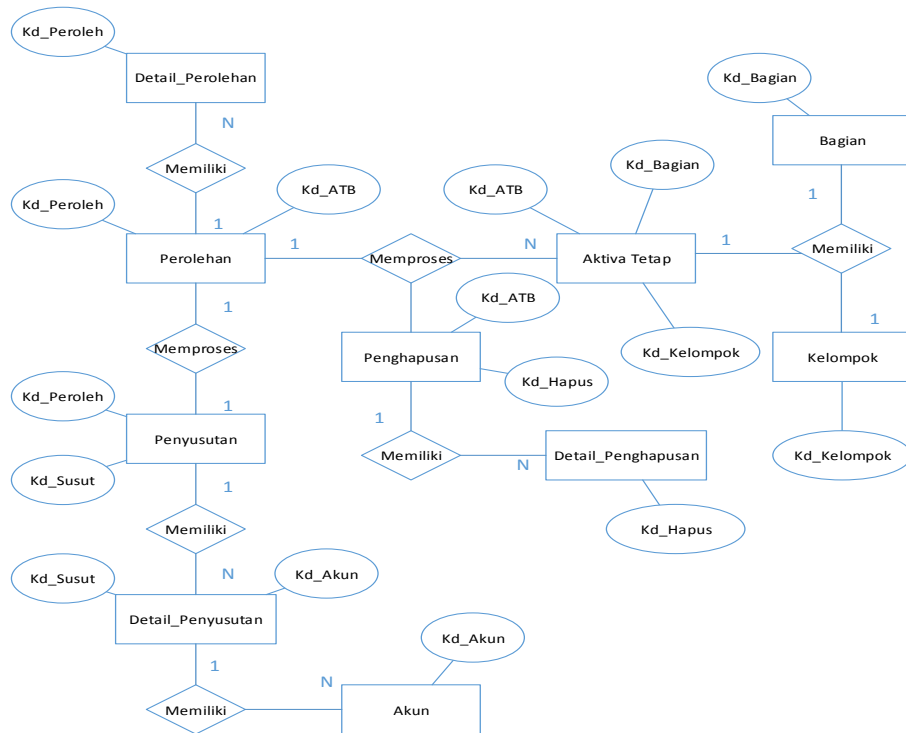 Kd_Peroleh
Detail_Perolehan
Kd_Bagian
N
Bagian
Memiliki
Kd_Bagian
Kd_ATB
Kd_ATB
Kd_Peroleh
1
1
1
1
N
Memiliki
Perolehan
Memproses
Aktiva Tetap
Kd_ATB
1
1
Memproses
Penghapusan
Kd_Kelompok
Kelompok
Kd_Hapus
Kd_Peroleh
1
1
Penyusutan
Memiliki
Detail_Penghapusan
Kd_Kelompok
N
Kd_Susut
1
Memiliki
Kd_Hapus
N
Kd_Susut
Kd_Akun
Detail_Penyusutan
Kd_Akun
1
N
Memiliki
Akun